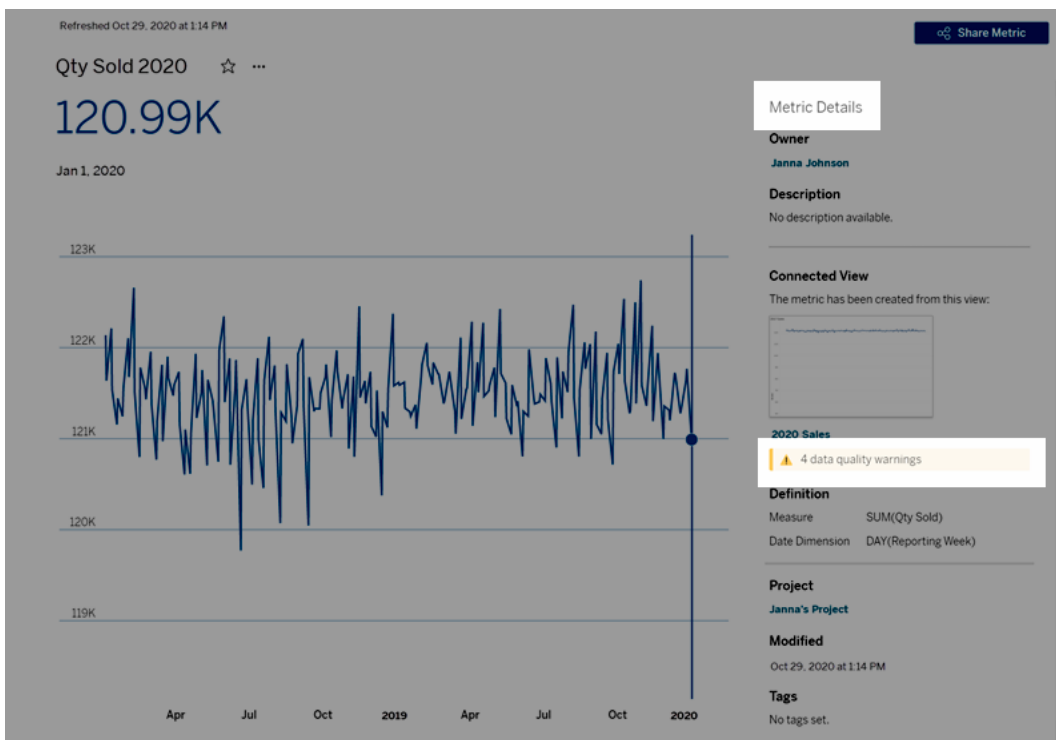 Refreshed Oct 29, 2020 at 1:14 PM
Share Metric
Qty Sold 2020
120.99K
Jan 1, 2020
123K
122K
121K
120K
119K
Apr
Jul
Oct
2019
Apr
Jul
Oct
2020
Metric Details
Owner
Janna Johnson
Description
No description available.
Connected View
The metric has been created from this view:
2020 Sales
4 data quality warnings
Definition
Measure SUM(Qty Sold)
Date Dimension DAY(Reporting Week)
Project
Janna's Project
Modified
Oct 29, 2020 at 1:14 PM
Tags
No tags set.